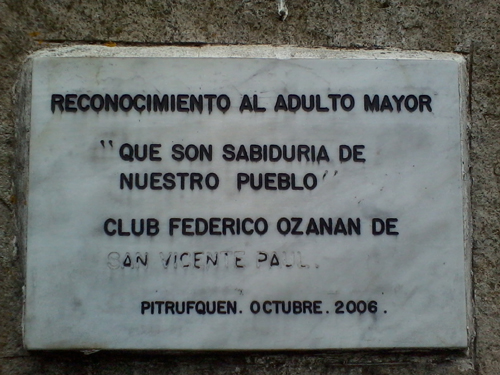 RECONOCIMIENTO AL ADULTO MAYOR
"QUE SON SABIDURIA DE
NUESTRO PUEBLO"
CLUB FEDERICO OZANAN DE
SAN VICENTE PAUL.
PITRUFQUEN. OCTUBRE. 2006.